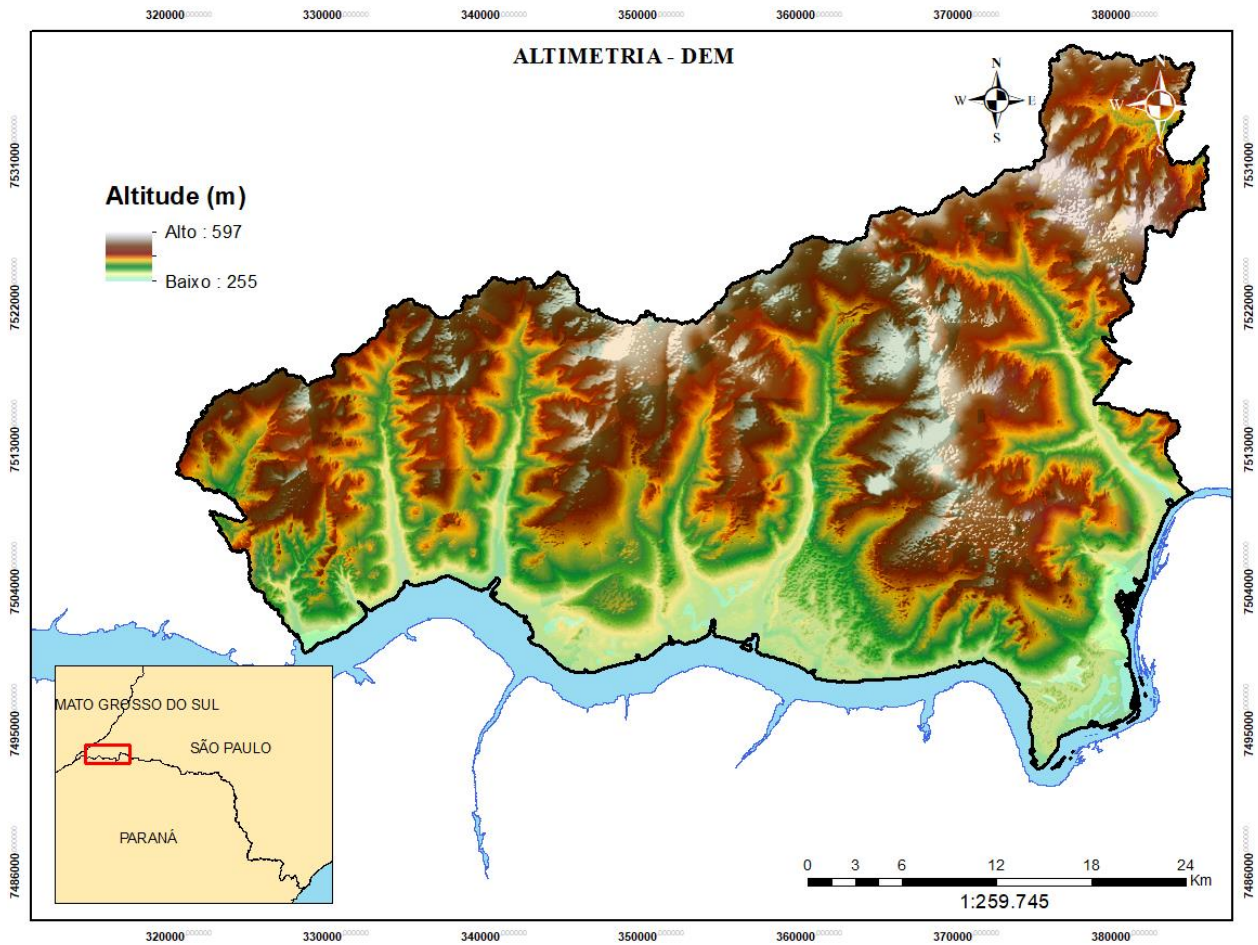 320000 330000 340000 350000 360000 370000 380000
ALTIMETRIA - DEM
N
W E
S
N
W
S
7531000
7522000
7513000
7504000
7495000
7486000
Altitude (m)
Alto : 597
Baixo : 255
7531000
7522000
7513000
7504000
7495000
7486000
MATO GROSSO DO SUL
SÃO PAULO
PARANÁ
0 3 6 12 18 24
Km
1:259.745
320000 330000 340000 350000 360000 370000 380000